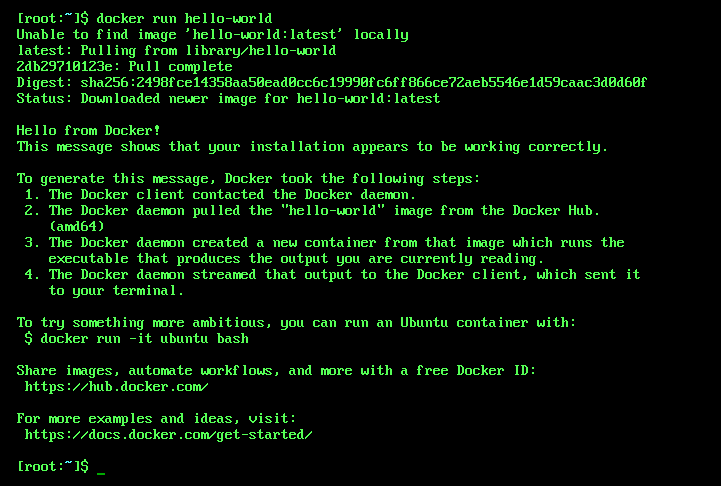 [root:~]$ docker run hello-world
Unable to find image 'hello-world:latest' locally
latest: Pulling from library/hello-world
2db29710123e: Pull complete
Digest: sha256:2498fce14358aa50ead0cc6c19990fc6ff866ce72aeb5546e1d59caac3d0d60f
Status: Downloaded newer image for hello-world:latest

Hello from Docker!
This message shows that your installation appears to be working correctly.

To generate this message, Docker took the following steps:
 1. The Docker client contacted the Docker daemon.
 2. The Docker daemon pulled the "hello-world" image from the Docker Hub.
    (amd64)
 3. The Docker daemon created a new container from that image which runs the
    executable that produces the output you are currently reading.
 4. The Docker daemon streamed that output to the Docker client, which sent it
    to your terminal.

To try something more ambitious, you can run an Ubuntu container with:
 $ docker run -it ubuntu bash

Share images, automate workflows, and more with a free Docker ID:
 https://hub.docker.com/

For more examples and ideas, visit:
 https://docs.docker.com/get-started/

[root:~]$ _